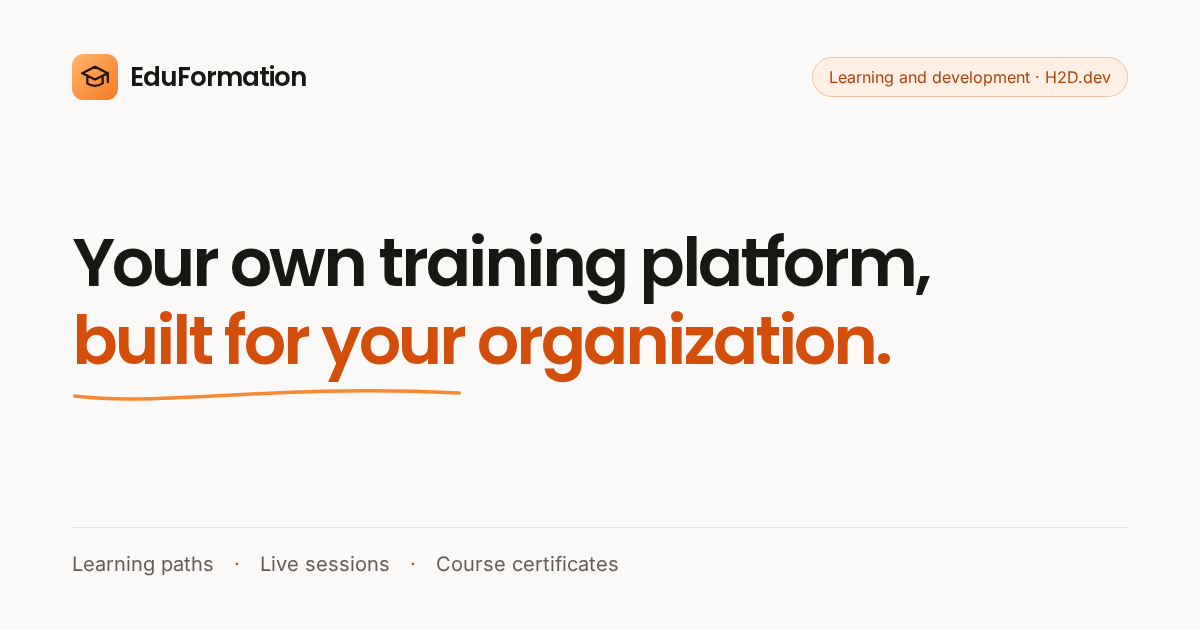 EduFormation
Learning and development · H2D.dev
Your own training platform,
built for your organization.
Learning paths · Live sessions · Course certificates